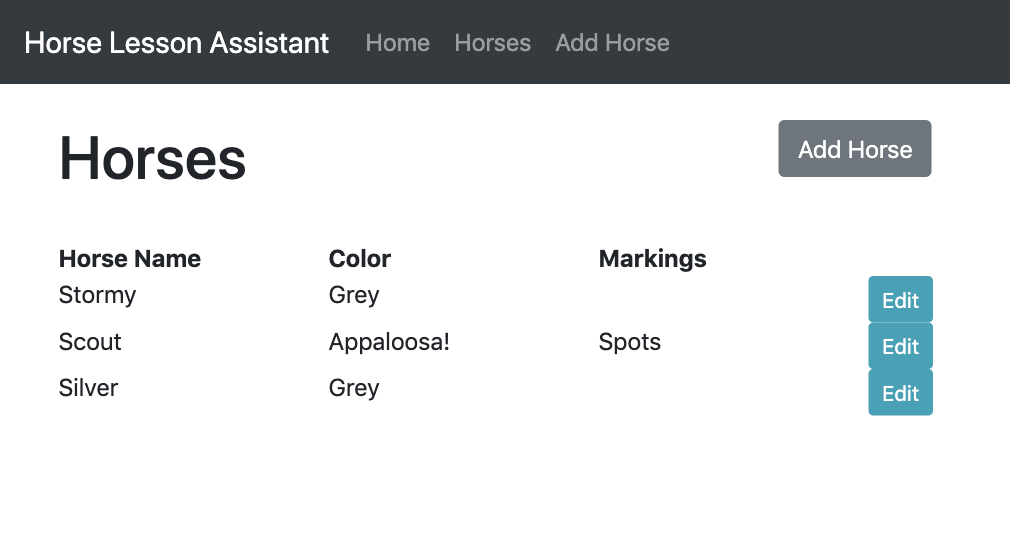 Horse Lesson Assistant Home Horses Add Horse
Horses Add Horse
Horse Name Color Markings
Stormy Grey Edit
Scout Appaloosa! Spots Edit
Silver Grey Edit